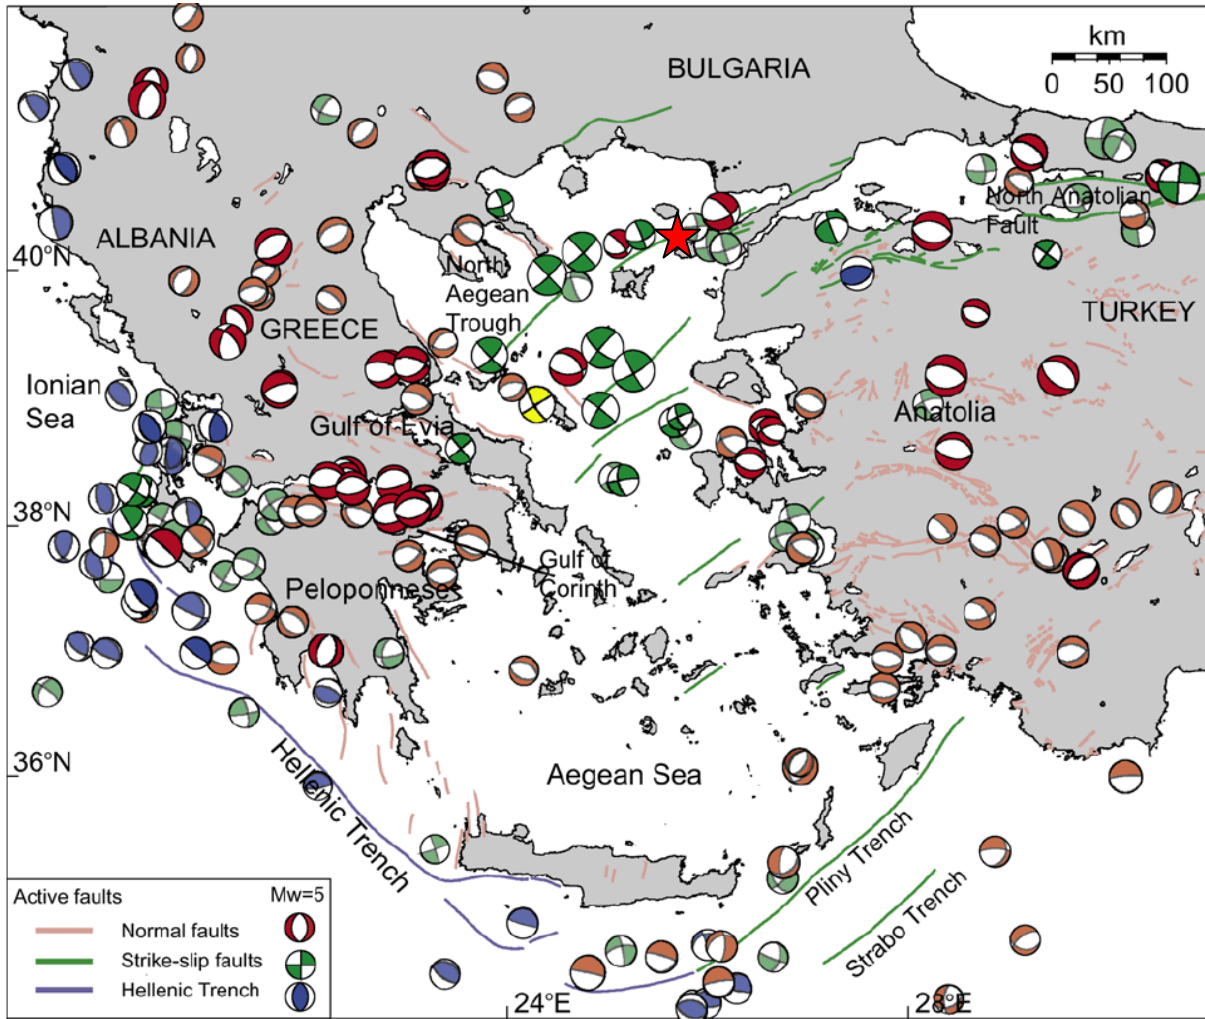 km
0 50 100
BULGARIA
North Anatolian
Fault
ALBANIA
40°N
North
Aegean
Trough
GREECE
TURKEY
Ionian
Sea
Gulf of Evia
Anatolia
38°N
Gulf of
Corinth
Peloponnese
36°N
Aegean Sea
Hellenic Trench
Pliny Trench
Strabo Trench
Active faults
Mw=5
Normal faults
Strike-slip faults
Hellenic Trench
24°E
28°E